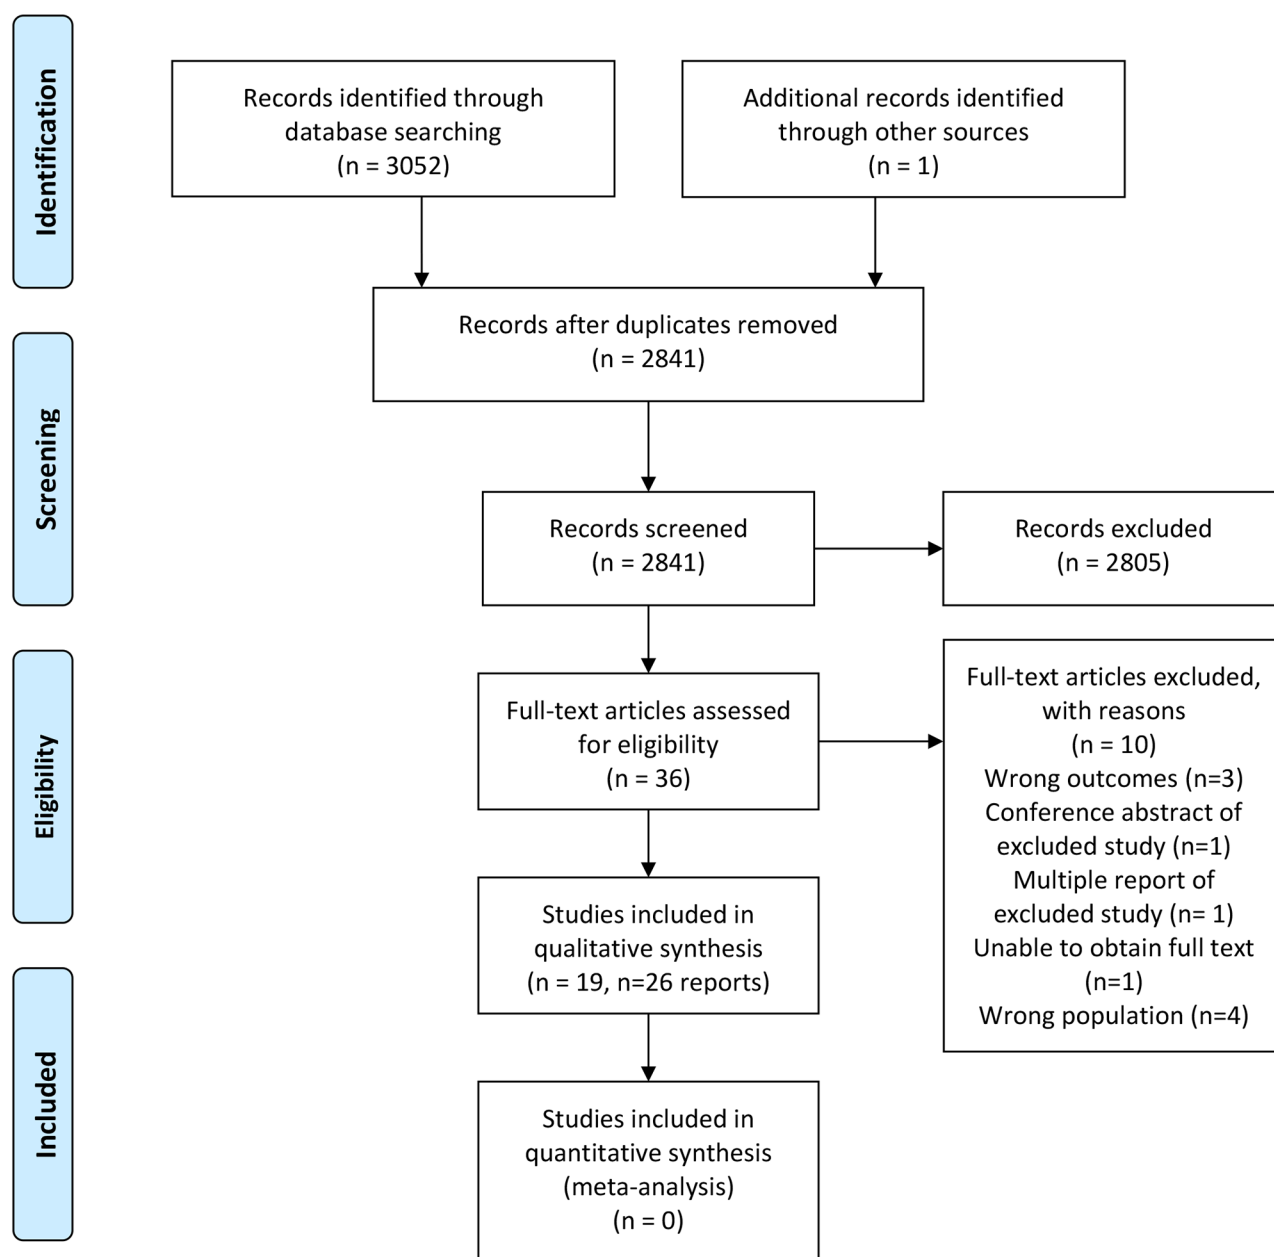 Identification
Records identified through
database searching
(n = 3052)
Additional records identified
through other sources
(n = 1)
Records after duplicates removed
(n = 2841)
Screening
Records screened
(n = 2841)
Records excluded
(n = 2805)
Eligibility
Full-text articles assessed
for eligibility
(n = 36)
Full-text articles excluded,
with reasons
(n = 10)
Wrong outcomes (n=3)
Conference abstract of
excluded study (n=1)
Multiple report of
excluded study (n= 1)
Unable to obtain full text
(n=1)
Wrong population (n=4)
Studies included in
qualitative synthesis
(n = 19, n=26 reports)
Included
Studies included in
quantitative synthesis
(meta-analysis)
(n = 0)